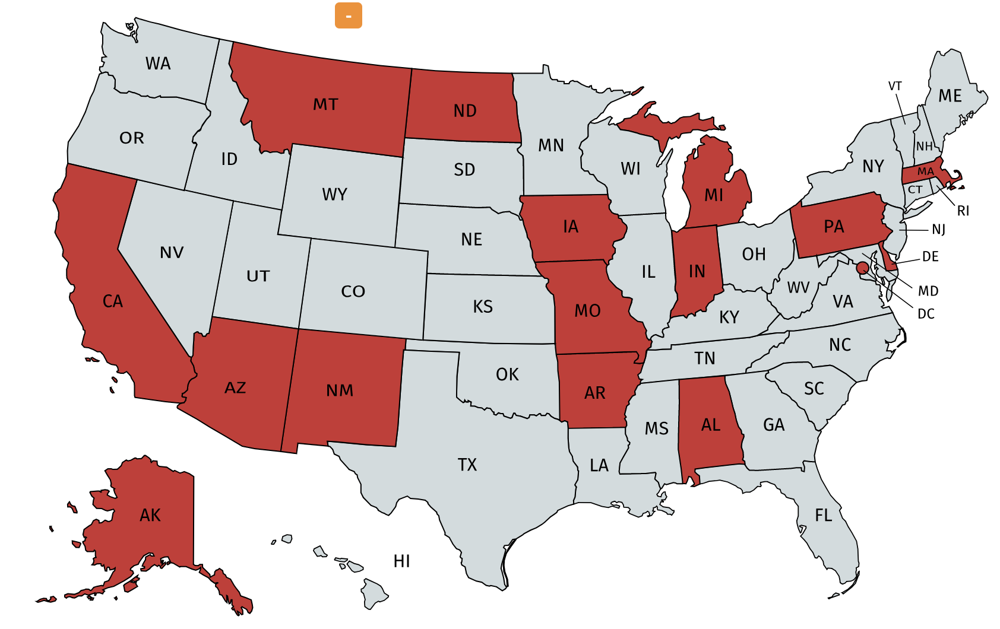 -
WA
MT
ND
VT
ME
OR
ID
MN
NH
SD
WI
NY
MA
CT
WY
MI
RI
IA
PA
NJ
NE
NV
OH
DE
UT
IL
IN
CO
WV
MD
CA
KS
MO
VA
DC
KY
NC
TN
OK
AZ
NM
AR
SC
MS
AL
GA
TX
LA
AK
FL
HI